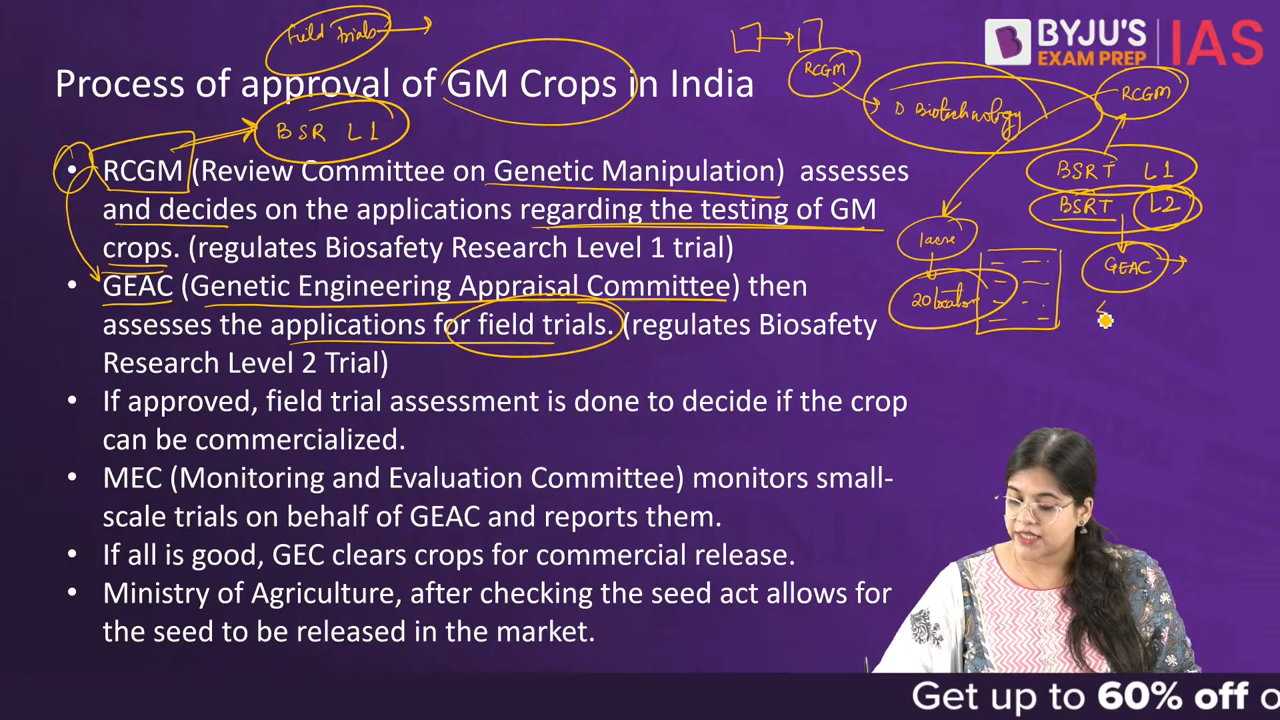 Field trials
BYJU'S
EXAM PREP
IAS
RCGM
RCGM
Process of approval of GM Crops in India
D Biotechnology
BSR L1
BSRT L1
RCGM (Review Committee on Genetic Manipulation) assesses
and decides on the applications regarding the testing of GM
crops. (regulates Biosafety Research Level 1 trial)
BSRT L2
1 acre
GEAC
20 location
GEAC (Genetic Engineering Appraisal Committee) then
assesses the applications for field trials. (regulates Biosafety
Research Level 2 Trial)
If approved, field trial assessment is done to decide if the crop
can be commercialized.
MEC (Monitoring and Evaluation Committee) monitors small-
scale trials on behalf of GEAC and reports them.
If all is good, GEC clears crops for commercial release.
Ministry of Agriculture, after checking the seed act allows for
the seed to be released in the market.
Get up to 60% off o